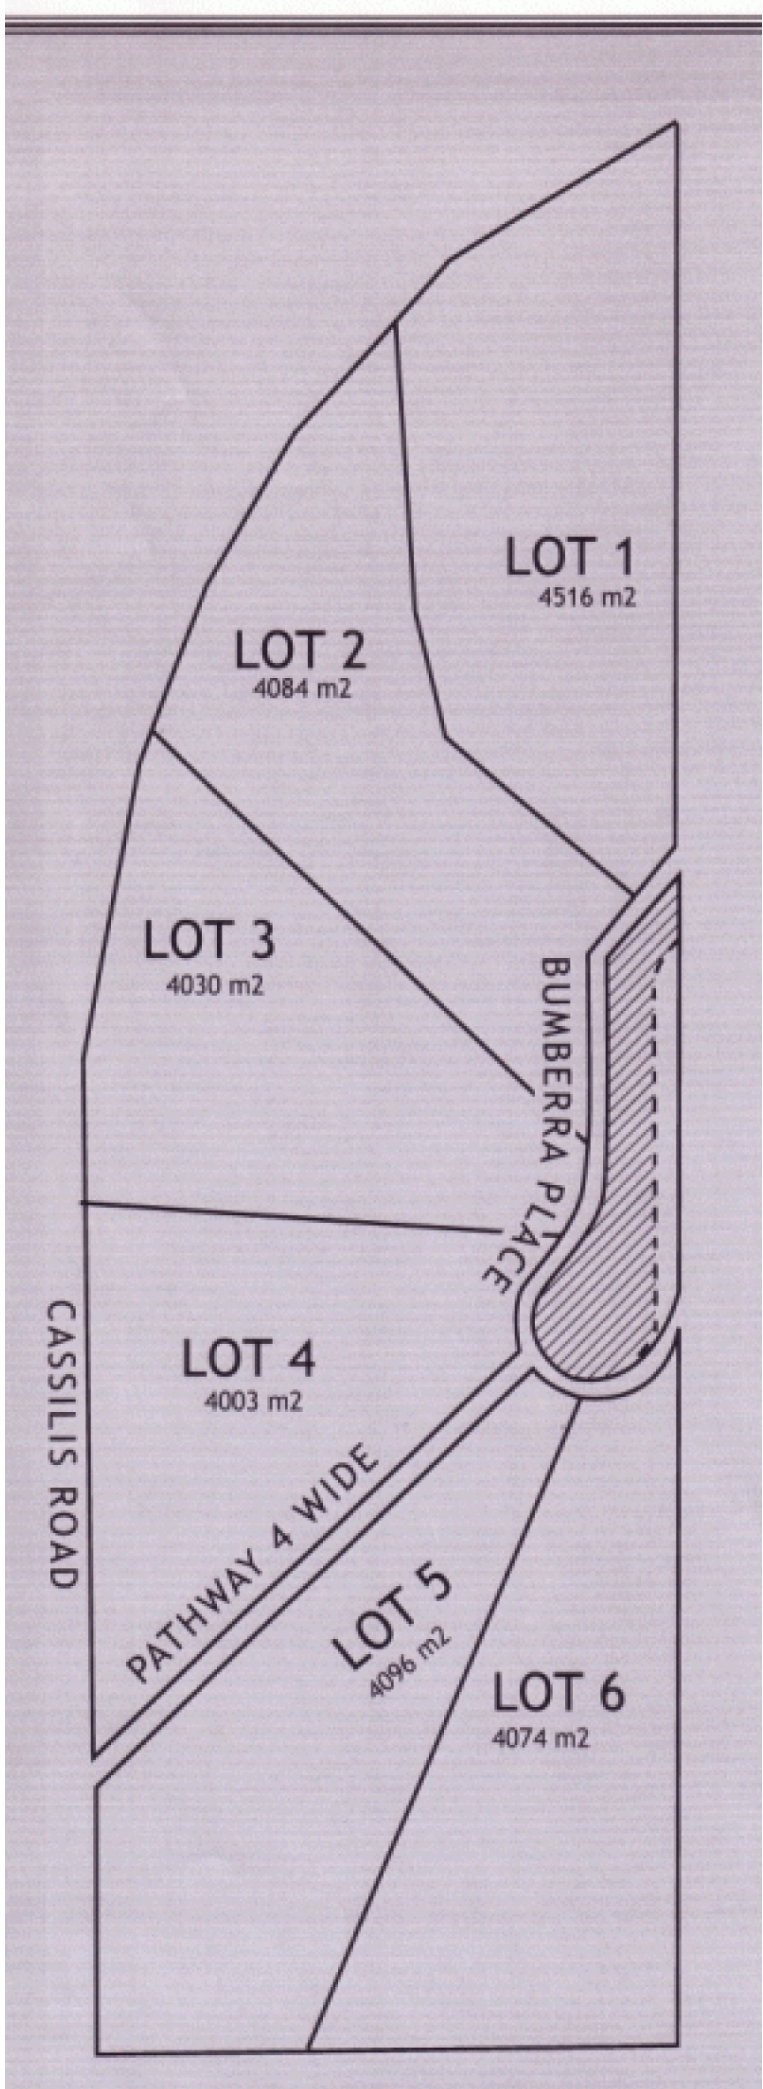 LOT 1
4516 m2
LOT 2
4084 m2
LOT 3
4030 m2
BUMBERRA PLACE
CASSILIS ROAD
LOT 4
4003 m2
PATHWAY 4 WIDE
LOT 5
4096 m2
LOT 6
4074 m2